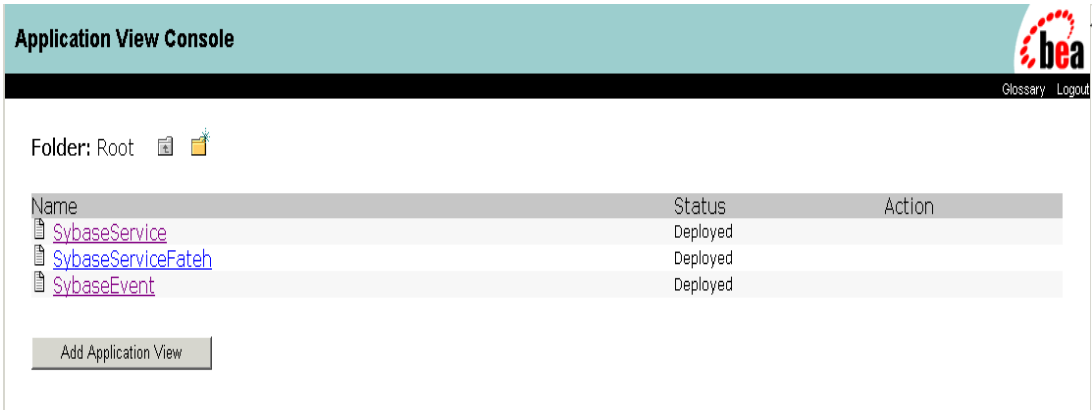 Application View Console
bea
Glossary Logout
Folder: Root
Name Status Action
SybaseService Deployed
SybaseServiceFateh Deployed
SybaseEvent Deployed
Add Application View